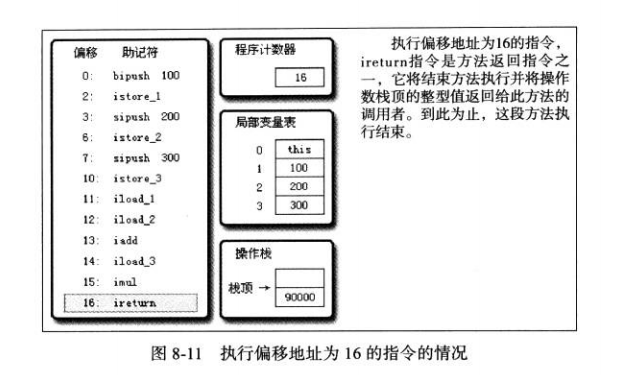 偏移 助记符
0: bipush 100
2: istore_1
3: sipush 200
6: istore_2
7: sipush 300
10: istore_3
11: iload_1
12: iload_2
13: iadd
14: iload_3
15: imul
16: ireturn
程序计数器
16
局部变量表
0 this
1 100
2 200
3 300
操作栈
栈顶 →
90000
执行偏移地址为16的指令，
ireturn指令是方法返回指令之
一，它将结束方法执行并将操作
数栈顶的整型值返回给此方法的
调用者。到此为止，这段方法执
行结束。
图 8-11 执行偏移地址为 16 的指令的情况